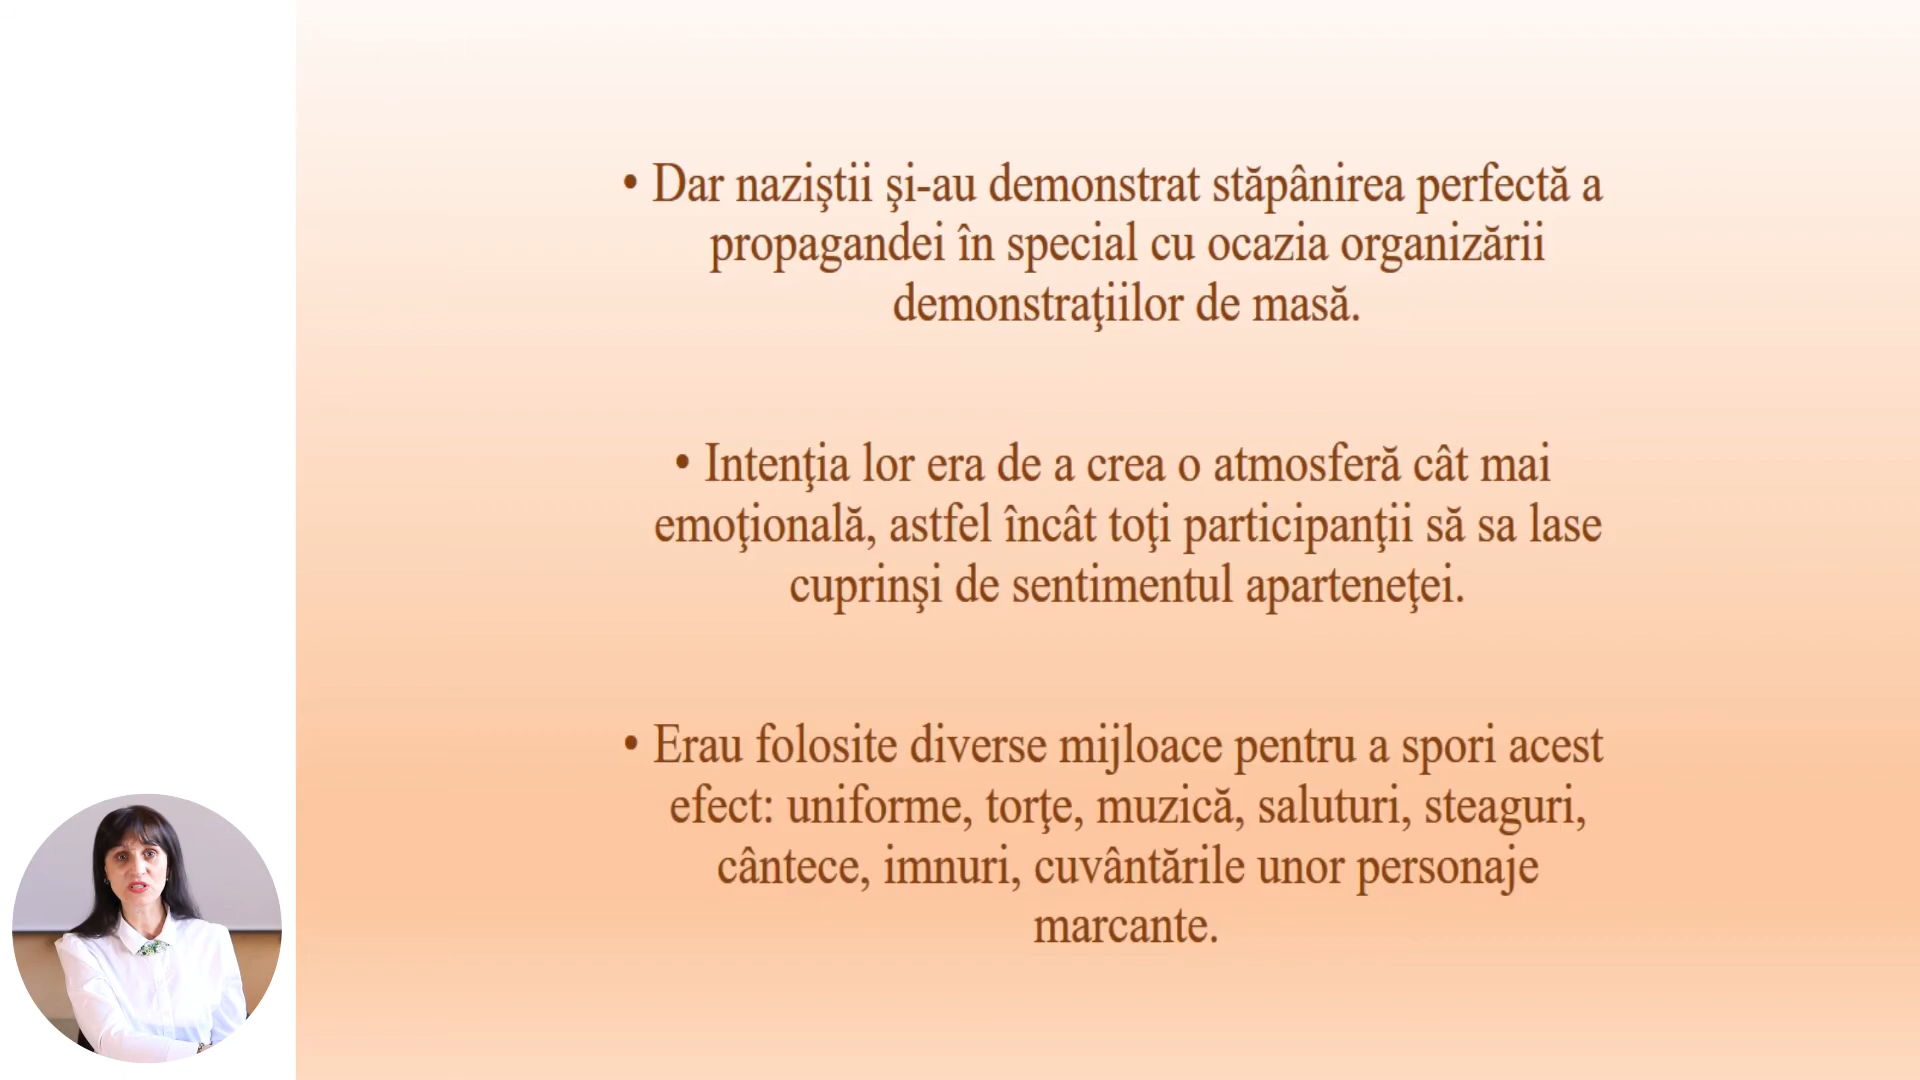 • Dar naziştii şi-au demonstrat stăpânirea perfectă a
propagandei în special cu ocazia organizării
demonstraţiilor de masă.
• Intenţia lor era de a crea o atmosferă cât mai
emoţională, astfel încât toţi participanţii să sa lase
cuprinşi de sentimentul aparteneţei.
• Erau folosite diverse mijloace pentru a spori acest
efect: uniforme, torţe, muzică, saluturi, steaguri,
cântece, imnuri, cuvântările unor personaje
marcante.